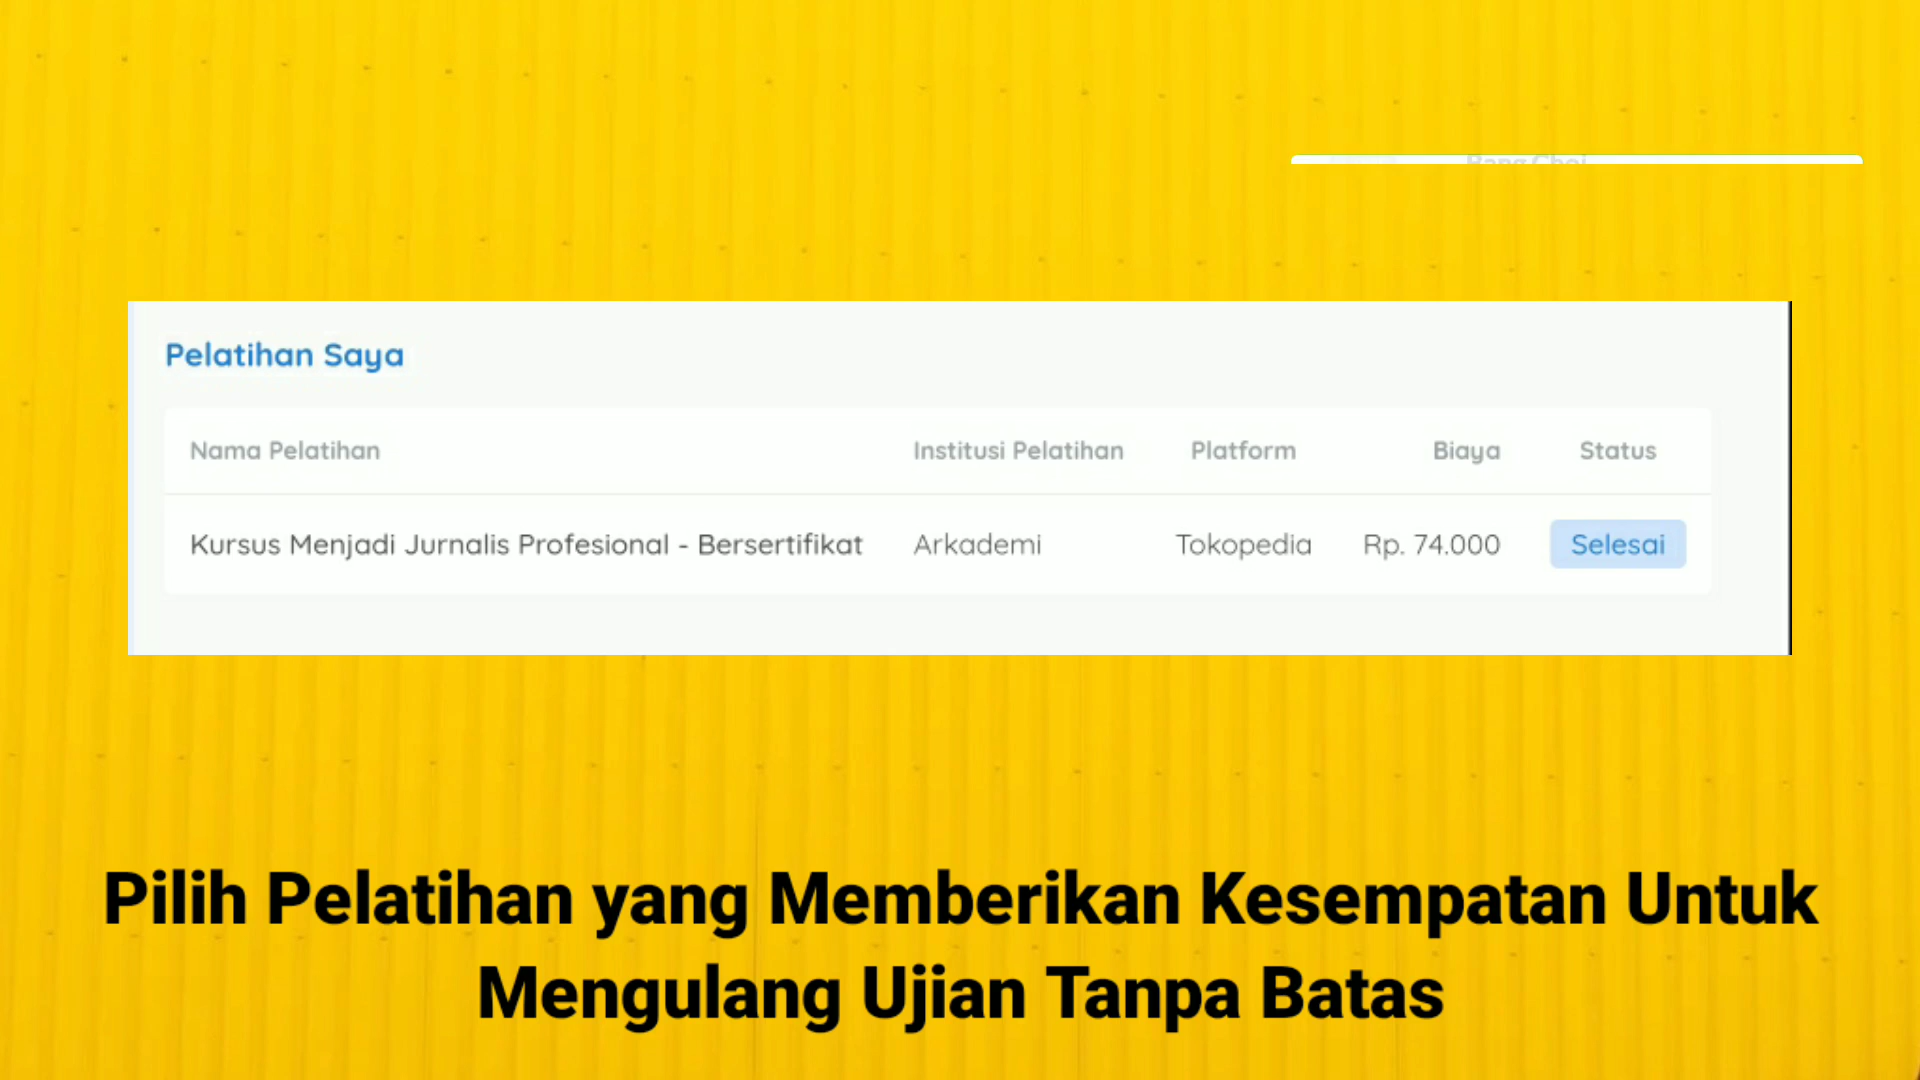 Pelatihan Saya
Nama Pelatihan Institusi Pelatihan Platform Biaya Status
Kursus Menjadi Jurnalis Profesional - Bersertifikat Arkademi Tokopedia Rp. 74.000 Selesai
Pilih Pelatihan yang Memberikan Kesempatan Untuk
Mengulang Ujian Tanpa Batas